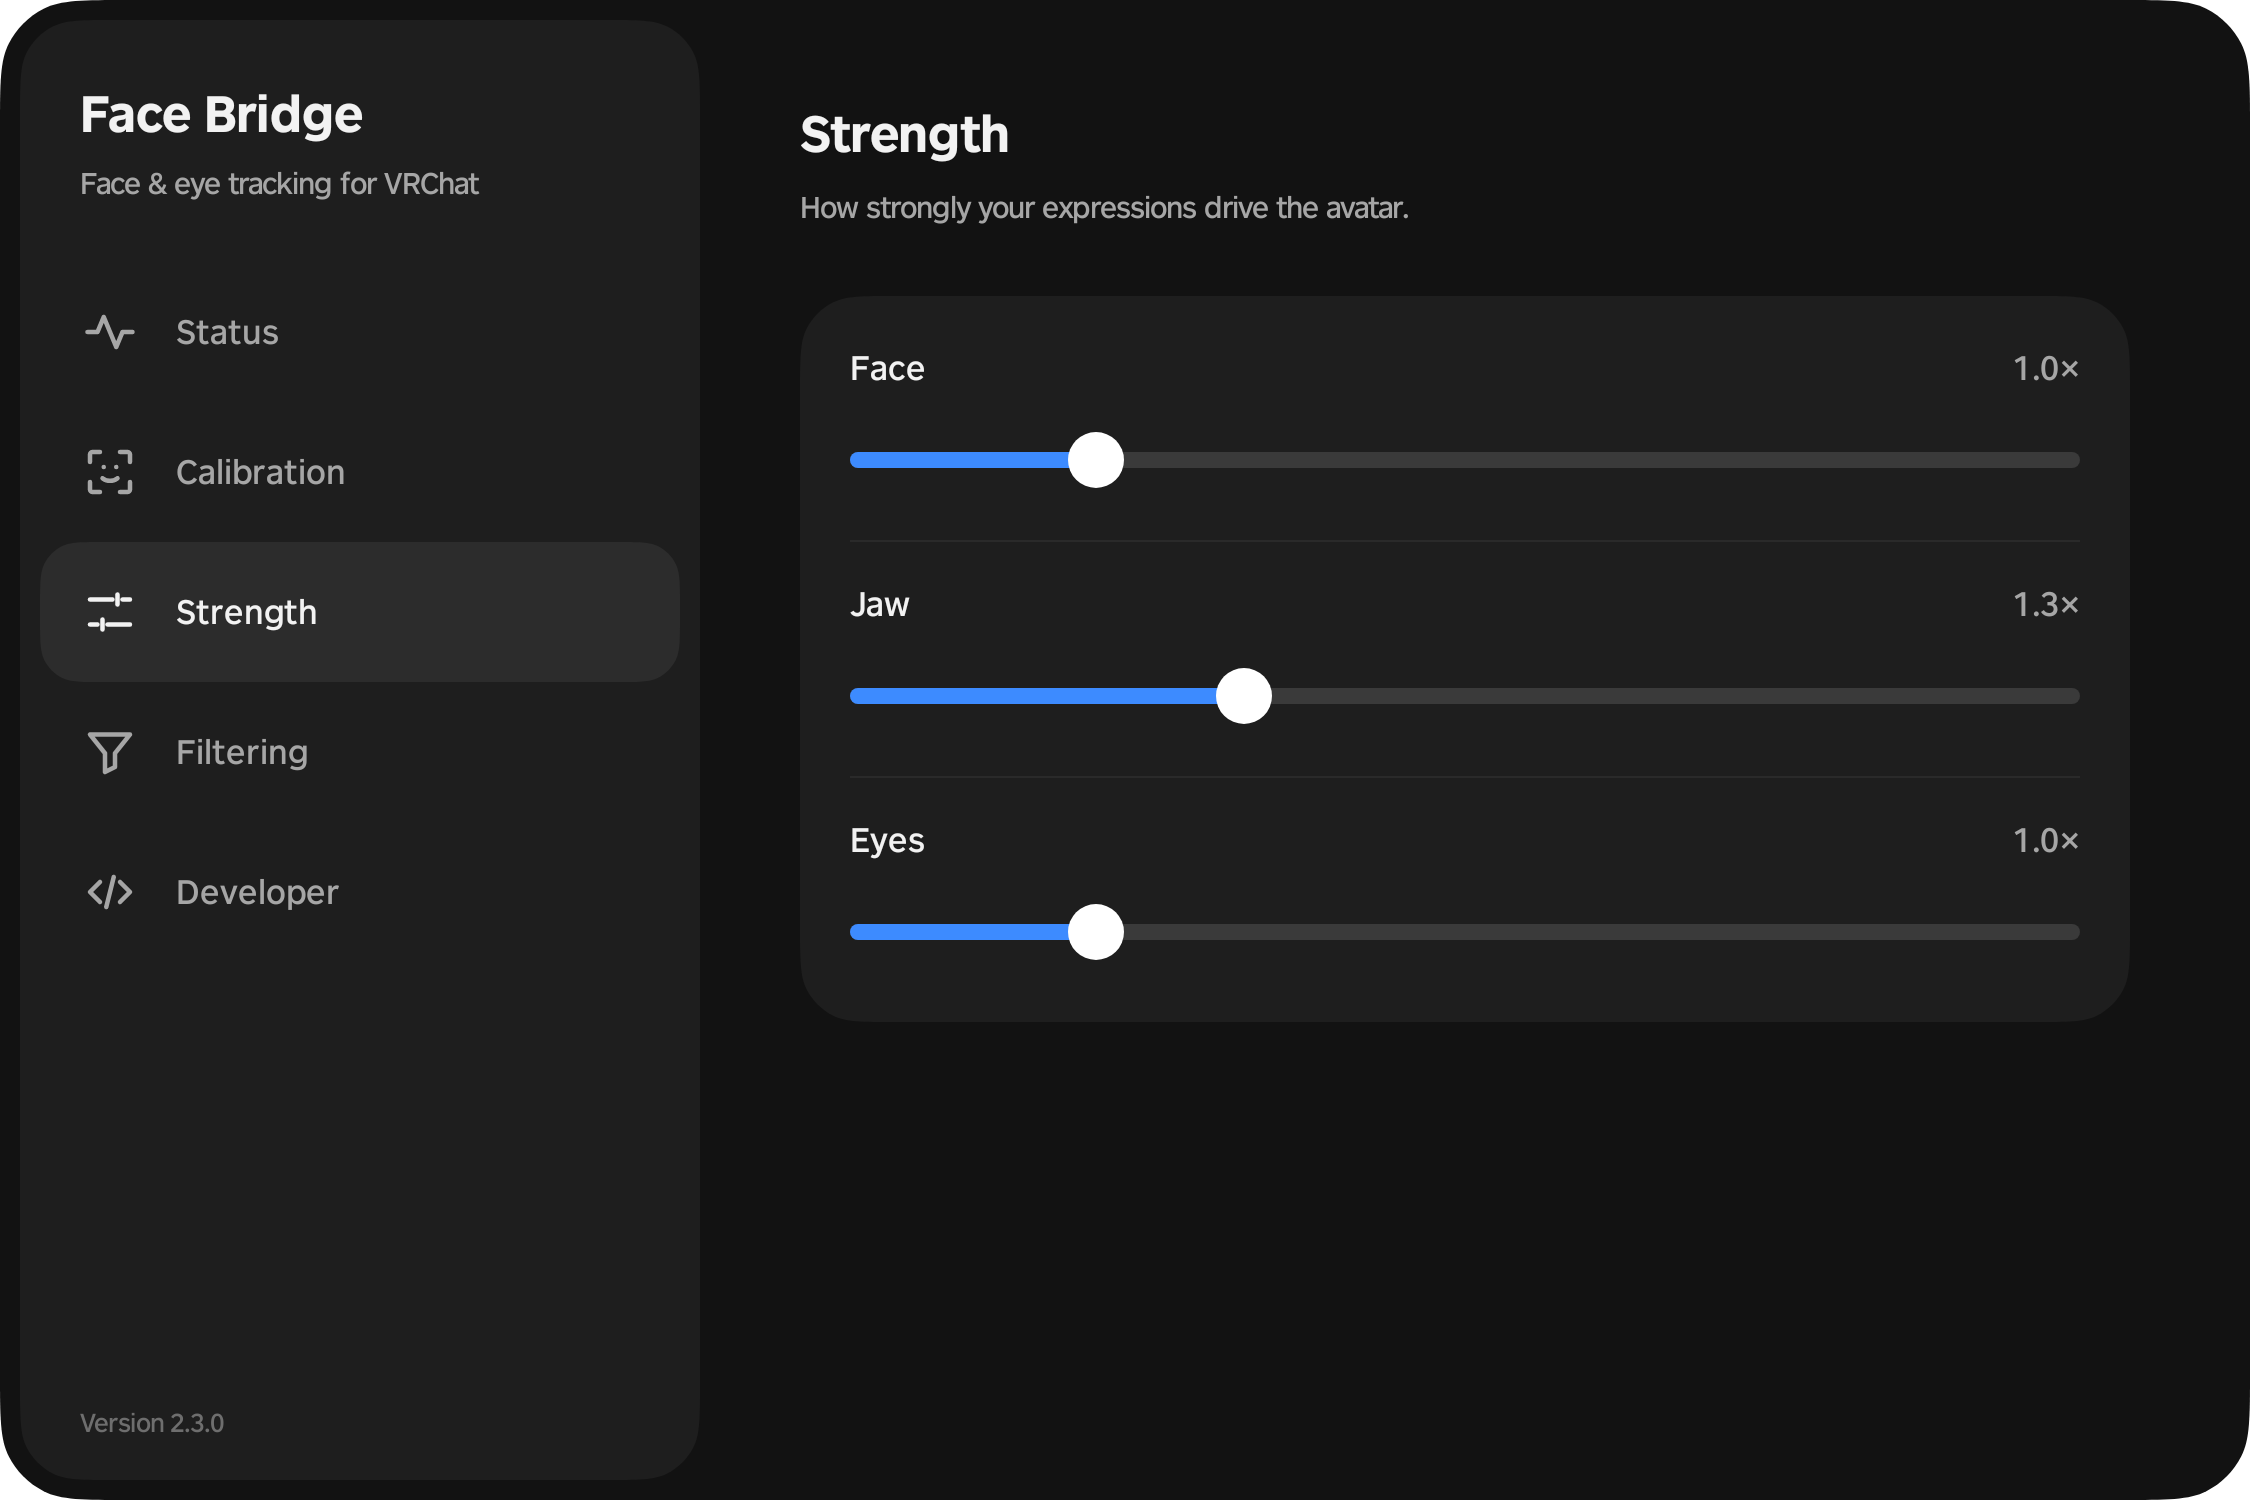 Face Bridge
Face & eye tracking for VRChat
Status
Calibration
Strength
Filtering
Developer
Version 2.3.0
Strength
How strongly your expressions drive the avatar.
Face 1.0×
Jaw 1.3×
Eyes 1.0×